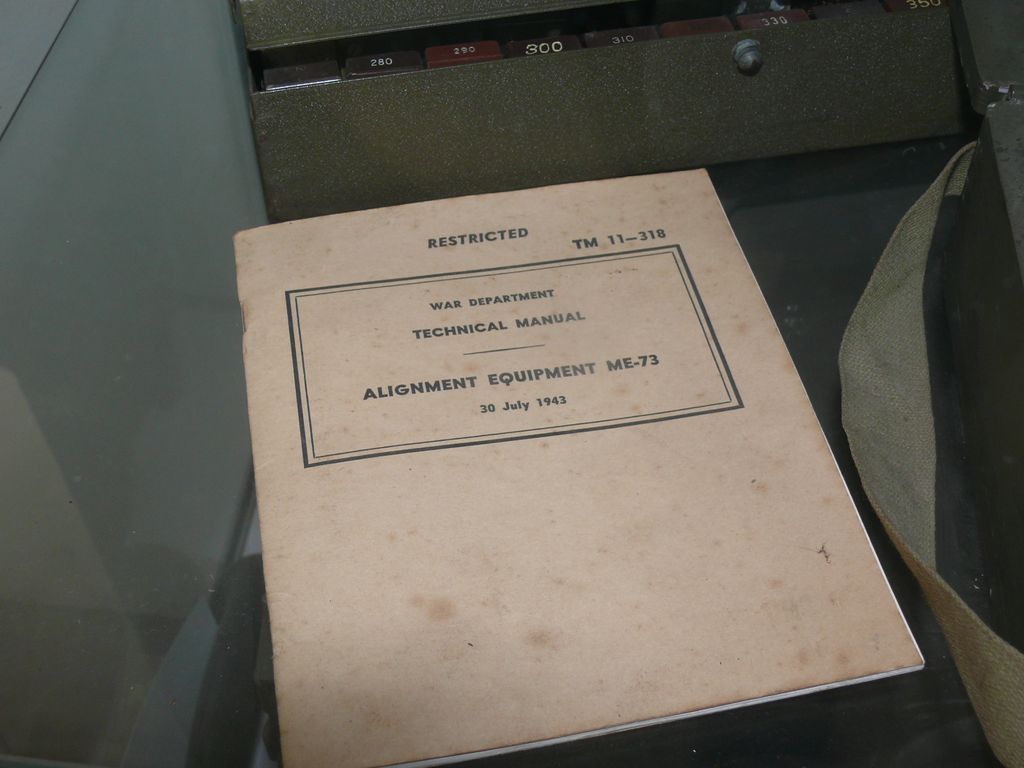 280 290 300 310 330 350
RESTRICTED TM 11-318
WAR DEPARTMENT
TECHNICAL MANUAL
ALIGNMENT EQUIPMENT ME-73
30 July 1943